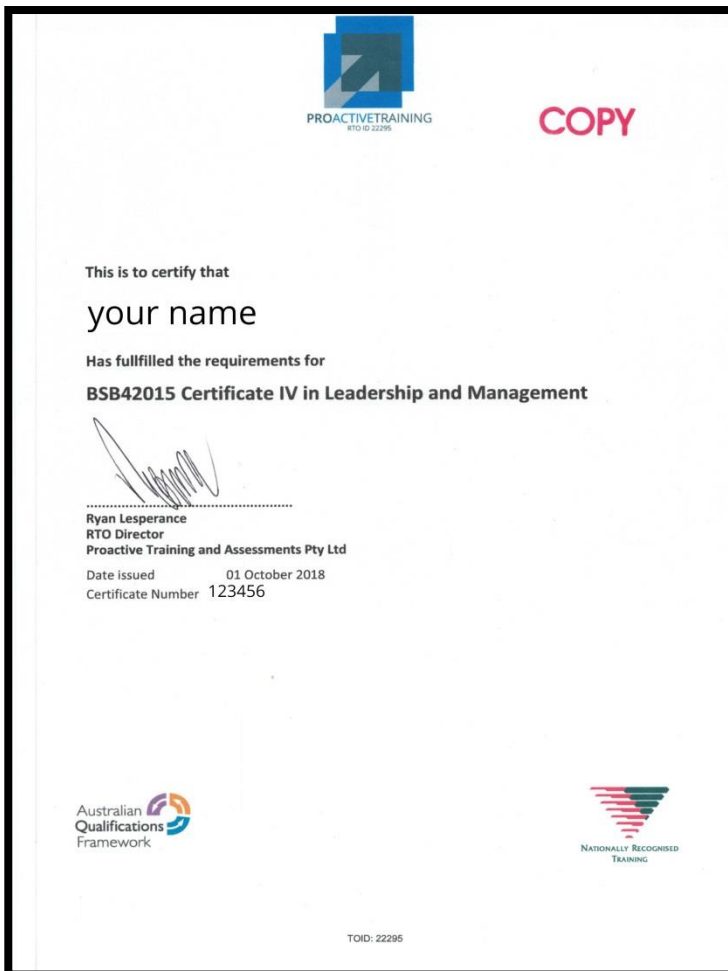 PROACTIVETRAINING
RTO ID 22295
COPY
This is to certify that
your name
Has fullfilled the requirements for
BSB42015 Certificate IV in Leadership and Management
Ryan Lesperance
RTO Director
Proactive Training and Assessments Pty Ltd
Date issued 01 October 2018
Certificate Number 123456
Australian
Qualifications
Framework
NATIONALLY RECOGNISED
TRAINING
TOID: 22295